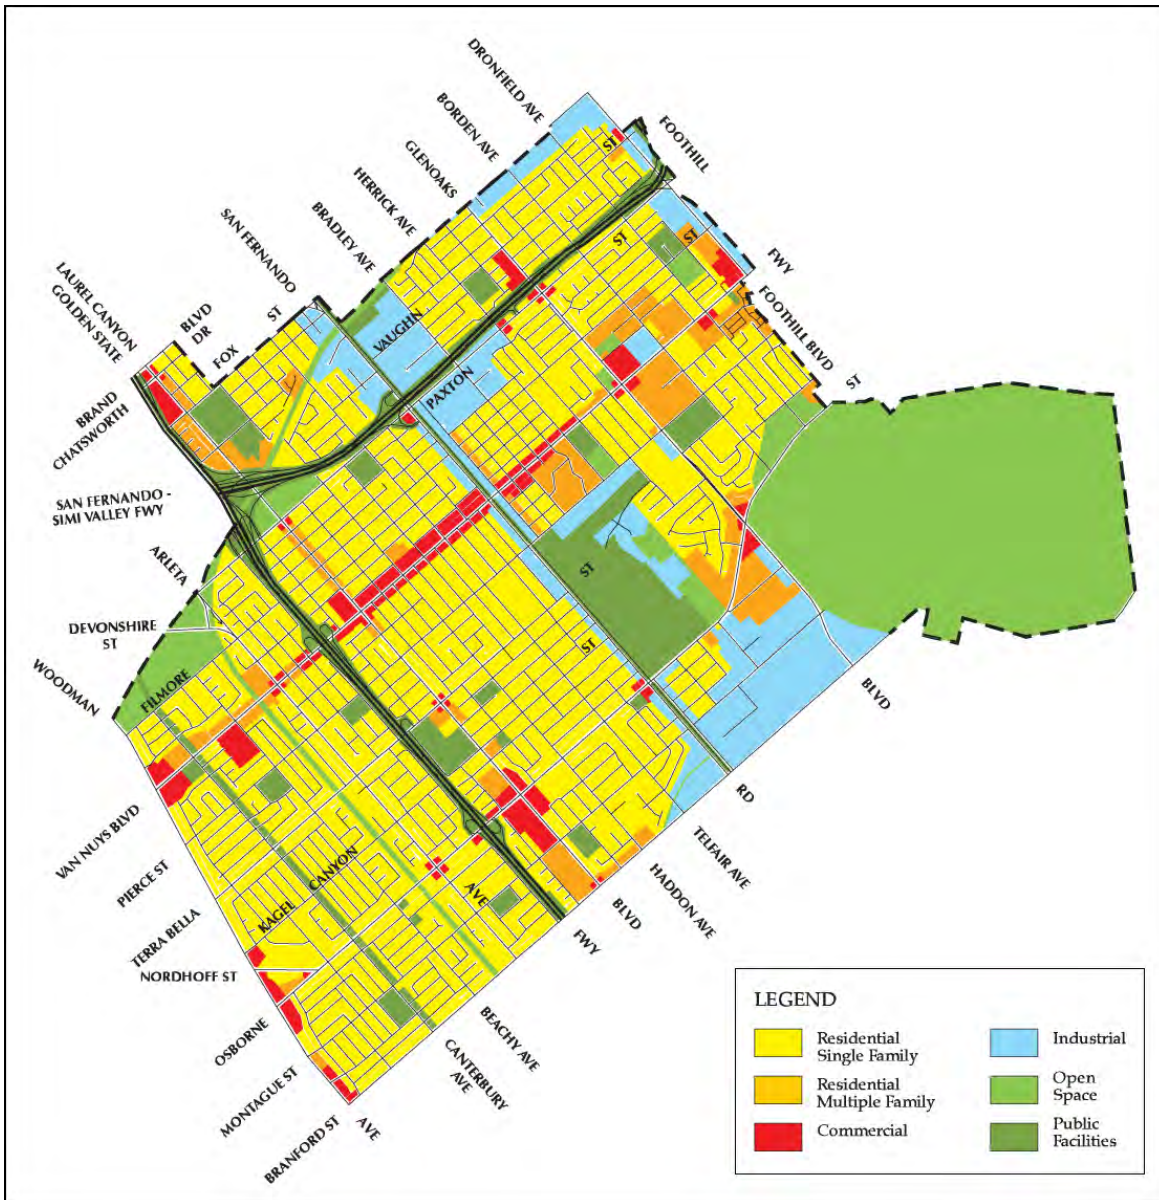 DRONFIELD AVE
BORDEN AVE
GLENOAKS
HERRICK AVE
BRADLEY AVE
SAN FERNANDO
LAUREL CANYON
GOLDEN STATE
BLVD
DR
FOX
ST
BRAND
CHATSWORTH
SAN FERNANDO -
SIMI VALLEY FWY
ARLETA
DEVONSHIRE
ST
WOODMAN
FILMORE
VAN NUYS BLVD
PIERCE ST
TERRA BELLA
NORDHOFF ST
OSBORNE
MONTAGUE ST
BRANFORD ST
AVE
KAGEL
CANYON
AVE
CANTERBURY
AVE
BEACHY AVE
FWY
BLVD
HADDON AVE
TELFAIR AVE
RD
BLVD
ST
ST
VAUGHN
PAXTON
ST
ST
ST
FOOTHILL
FWY
FOOTHILL BLVD
ST
LEGEND
Residential
Single Family
Residential
Multiple Family
Commercial
Industrial
Open
Space
Public
Facilities